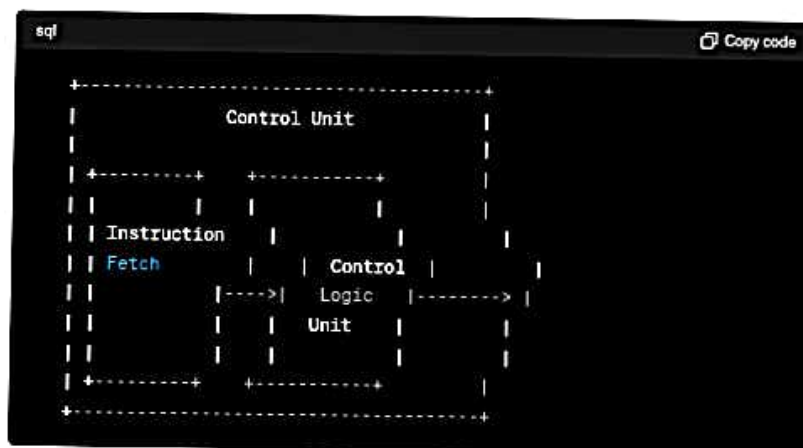 sql
Copy code
+---------------------------------------+
| Control Unit |
| |
| +----------+ +------------+ |
| | | | | |
| | Instruction | | |
| | Fetch | | Control | |
| | |---->| Logic |--------> |
| | | | Unit | |
| | | | | |
| +----------+ +------------+ |
+---------------------------------------+